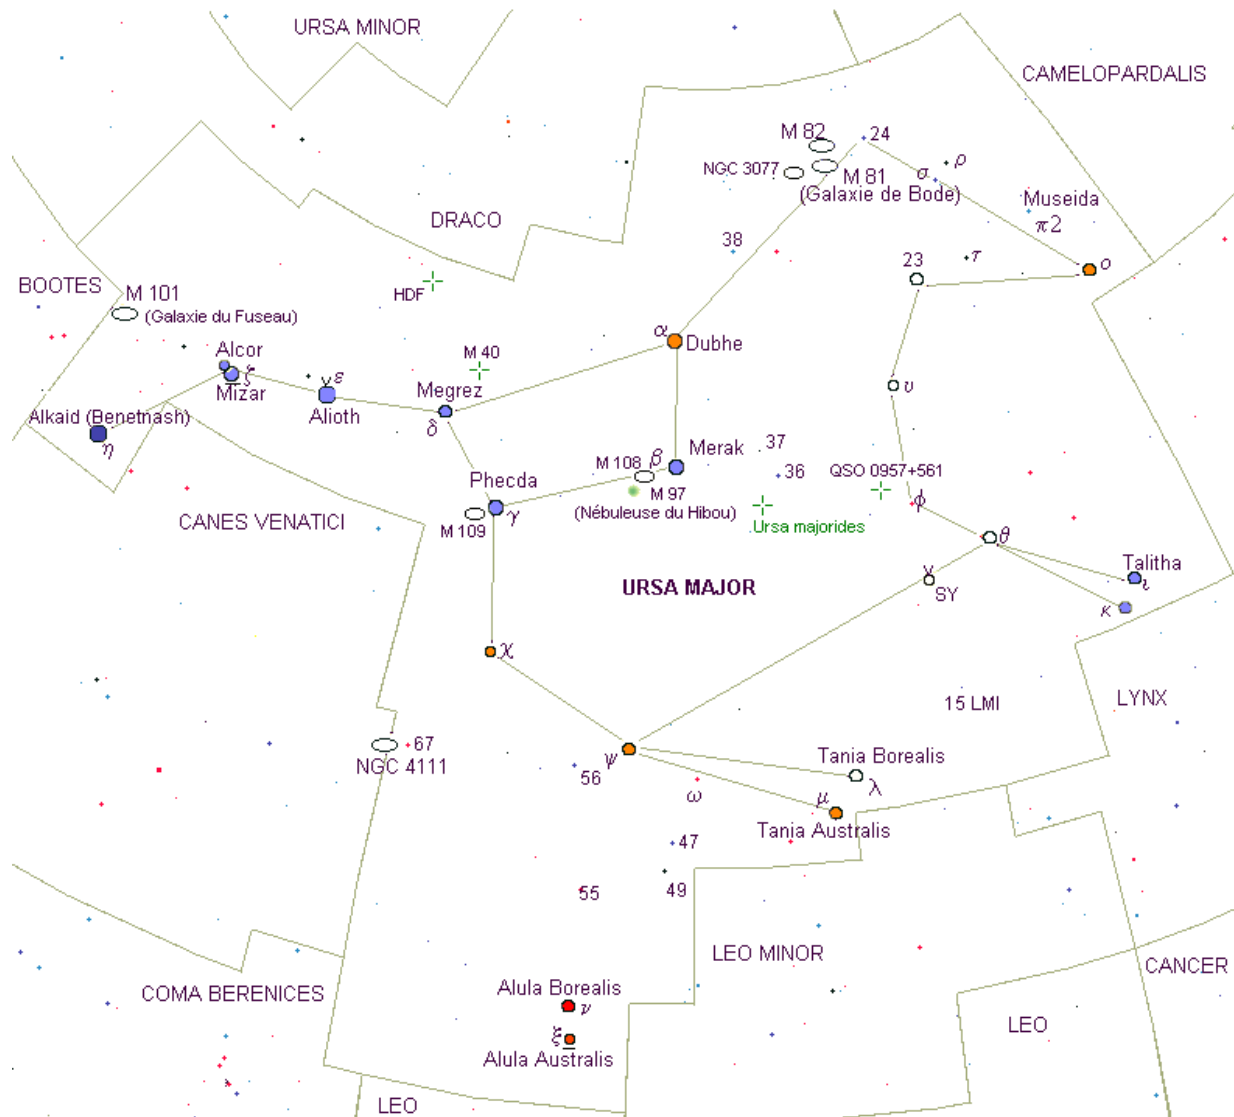 URSA MINOR
CAMELOPARDALIS
M 82
24
NGC 3077
M 81
σ
ρ
(Galaxie de Bode)
Museida
π2
DRACO
38
23
τ
ο
BOOTES
M 101
(Galaxie du Fuseau)
HDF
α
Dubhe
Alcor
ζ
Mizar
ε
Alioth
M 40
Megrez
δ
υ
Alkaid (Benetnash)
η
Merak
37
M 108
β
36
QSO 0957+561
Phecda
M 97
φ
γ
(Nébuleuse du Hibou)
CANES VENATICI
M 109
Ursa majorides
θ
Talitha
ι
URSA MAJOR
SY
κ
χ
15 LMI
LYNX
67
NGC 4111
ψ
56
Tania Borealis
λ
ω
μ
Tania Australis
47
55
49
LEO MINOR
CANCER
COMA BERENICES
Alula Borealis
ν
LEO
ξ
Alula Australis
LEO